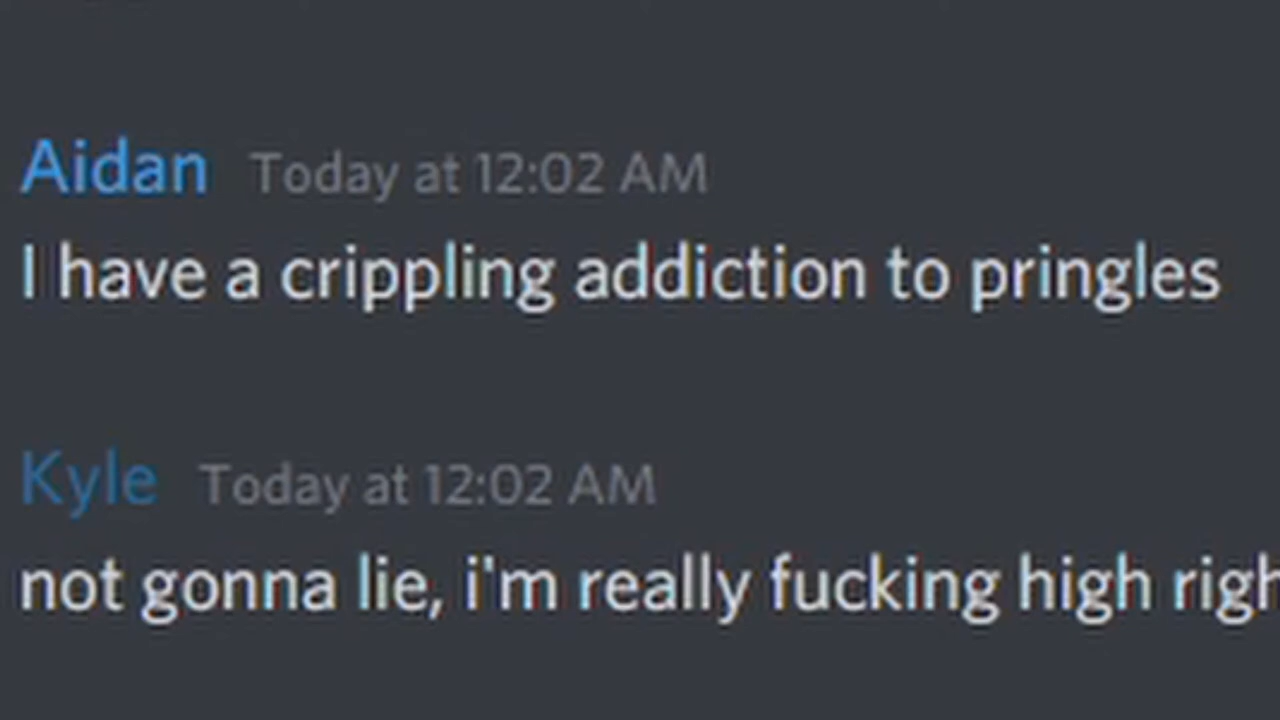 Aidan Today at 12:02 AM
I have a crippling addiction to pringles
Kyle Today at 12:02 AM
not gonna lie, i'm really fucking high righ